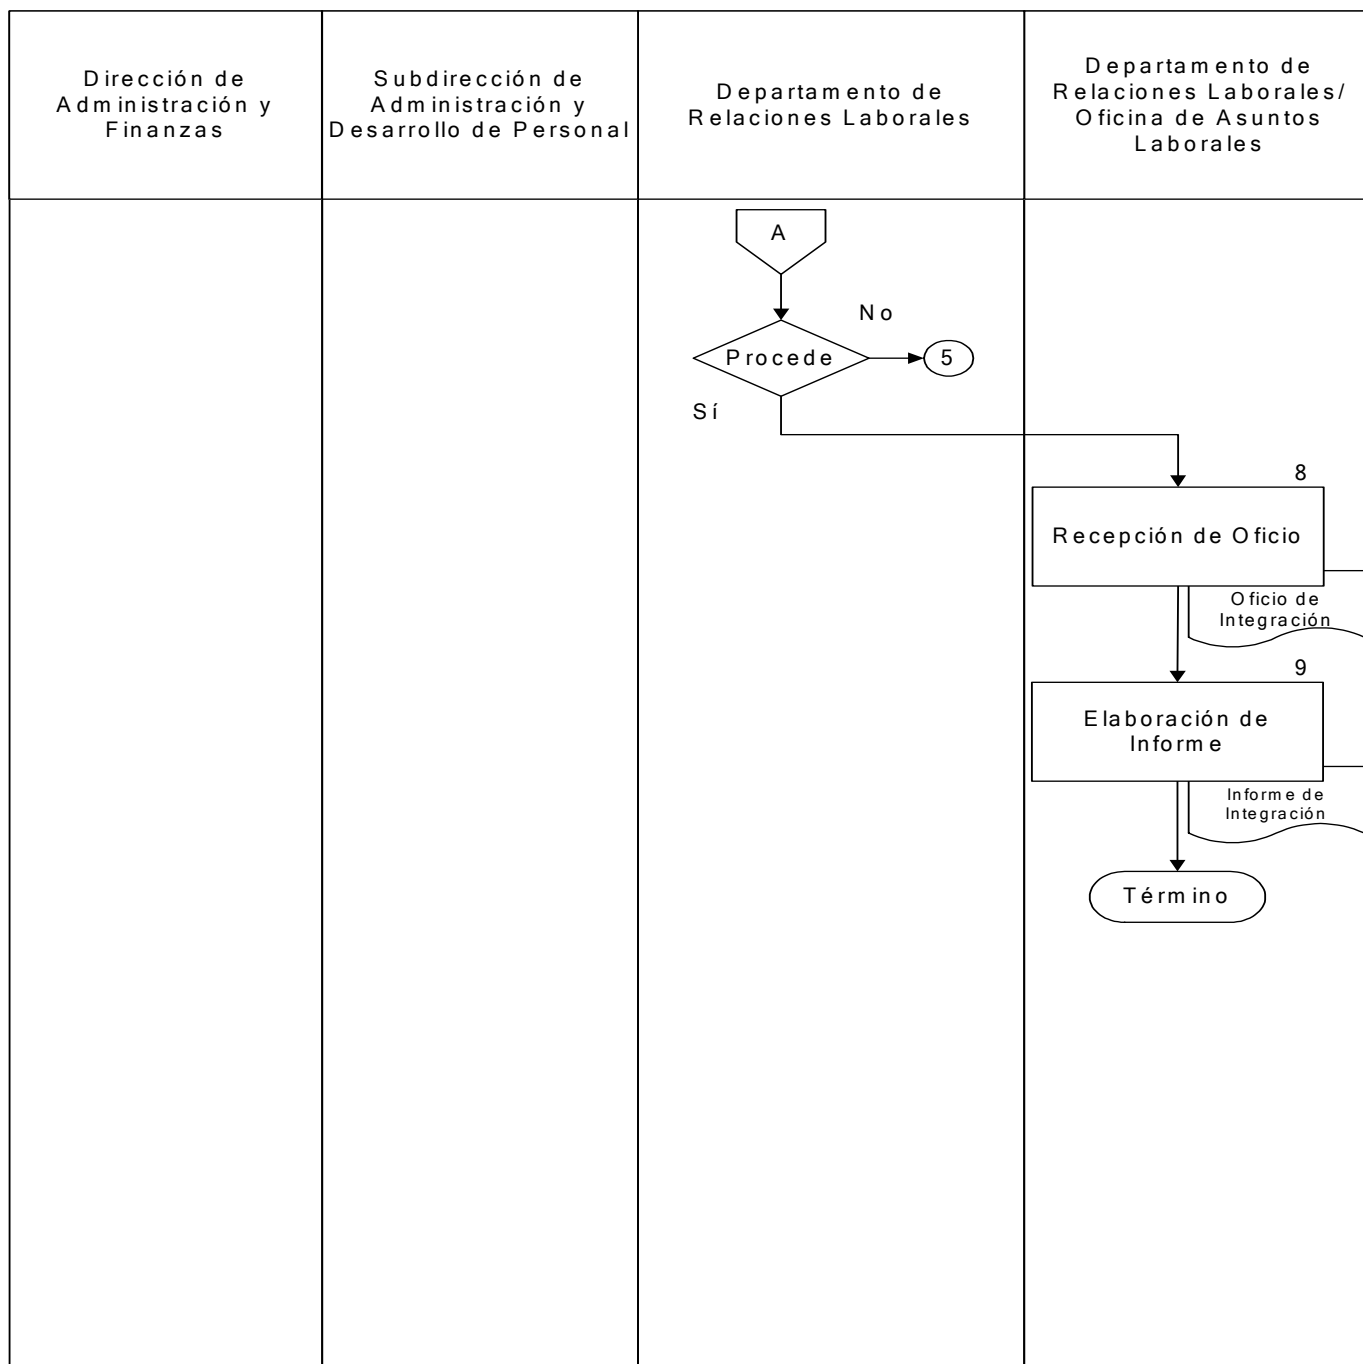 Dirección de
Administración y
Finanzas
Subdirección de
Administración y
Desarrollo de Personal
Departamento de
Relaciones Laborales
Departamento de
Relaciones Laborales/
Oficina de Asuntos
Laborales
A
No
Procede
5
Sí
8
Recepción de Oficio
Oficio de
Integración
9
Elaboración de
Informe
Informe de
Integración
Término